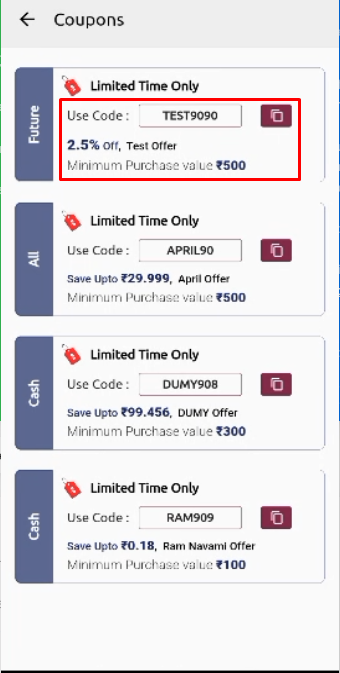 Coupons
Future
Limited Time Only
Use Code : TEST9090
2.5% Off, Test Offer
Minimum Purchase value ₹500
All
Limited Time Only
Use Code : APRIL90
Save Upto ₹29.999, April Offer
Minimum Purchase value ₹500
Cash
Limited Time Only
Use Code : DUMY908
Save Upto ₹99.456, DUMY Offer
Minimum Purchase value ₹300
Cash
Limited Time Only
Use Code : RAM909
Save Upto ₹0.18, Ram Navami Offer
Minimum Purchase value ₹100